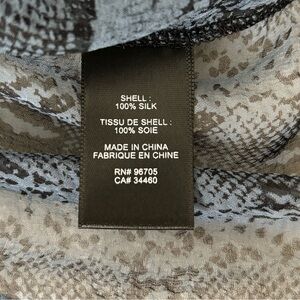 SHELL :
100% SILK
TISSU DE SHELL :
100% SOIE
MADE IN CHINA
FABRIQUE EN CHINE
RN# 96705
CA# 34460